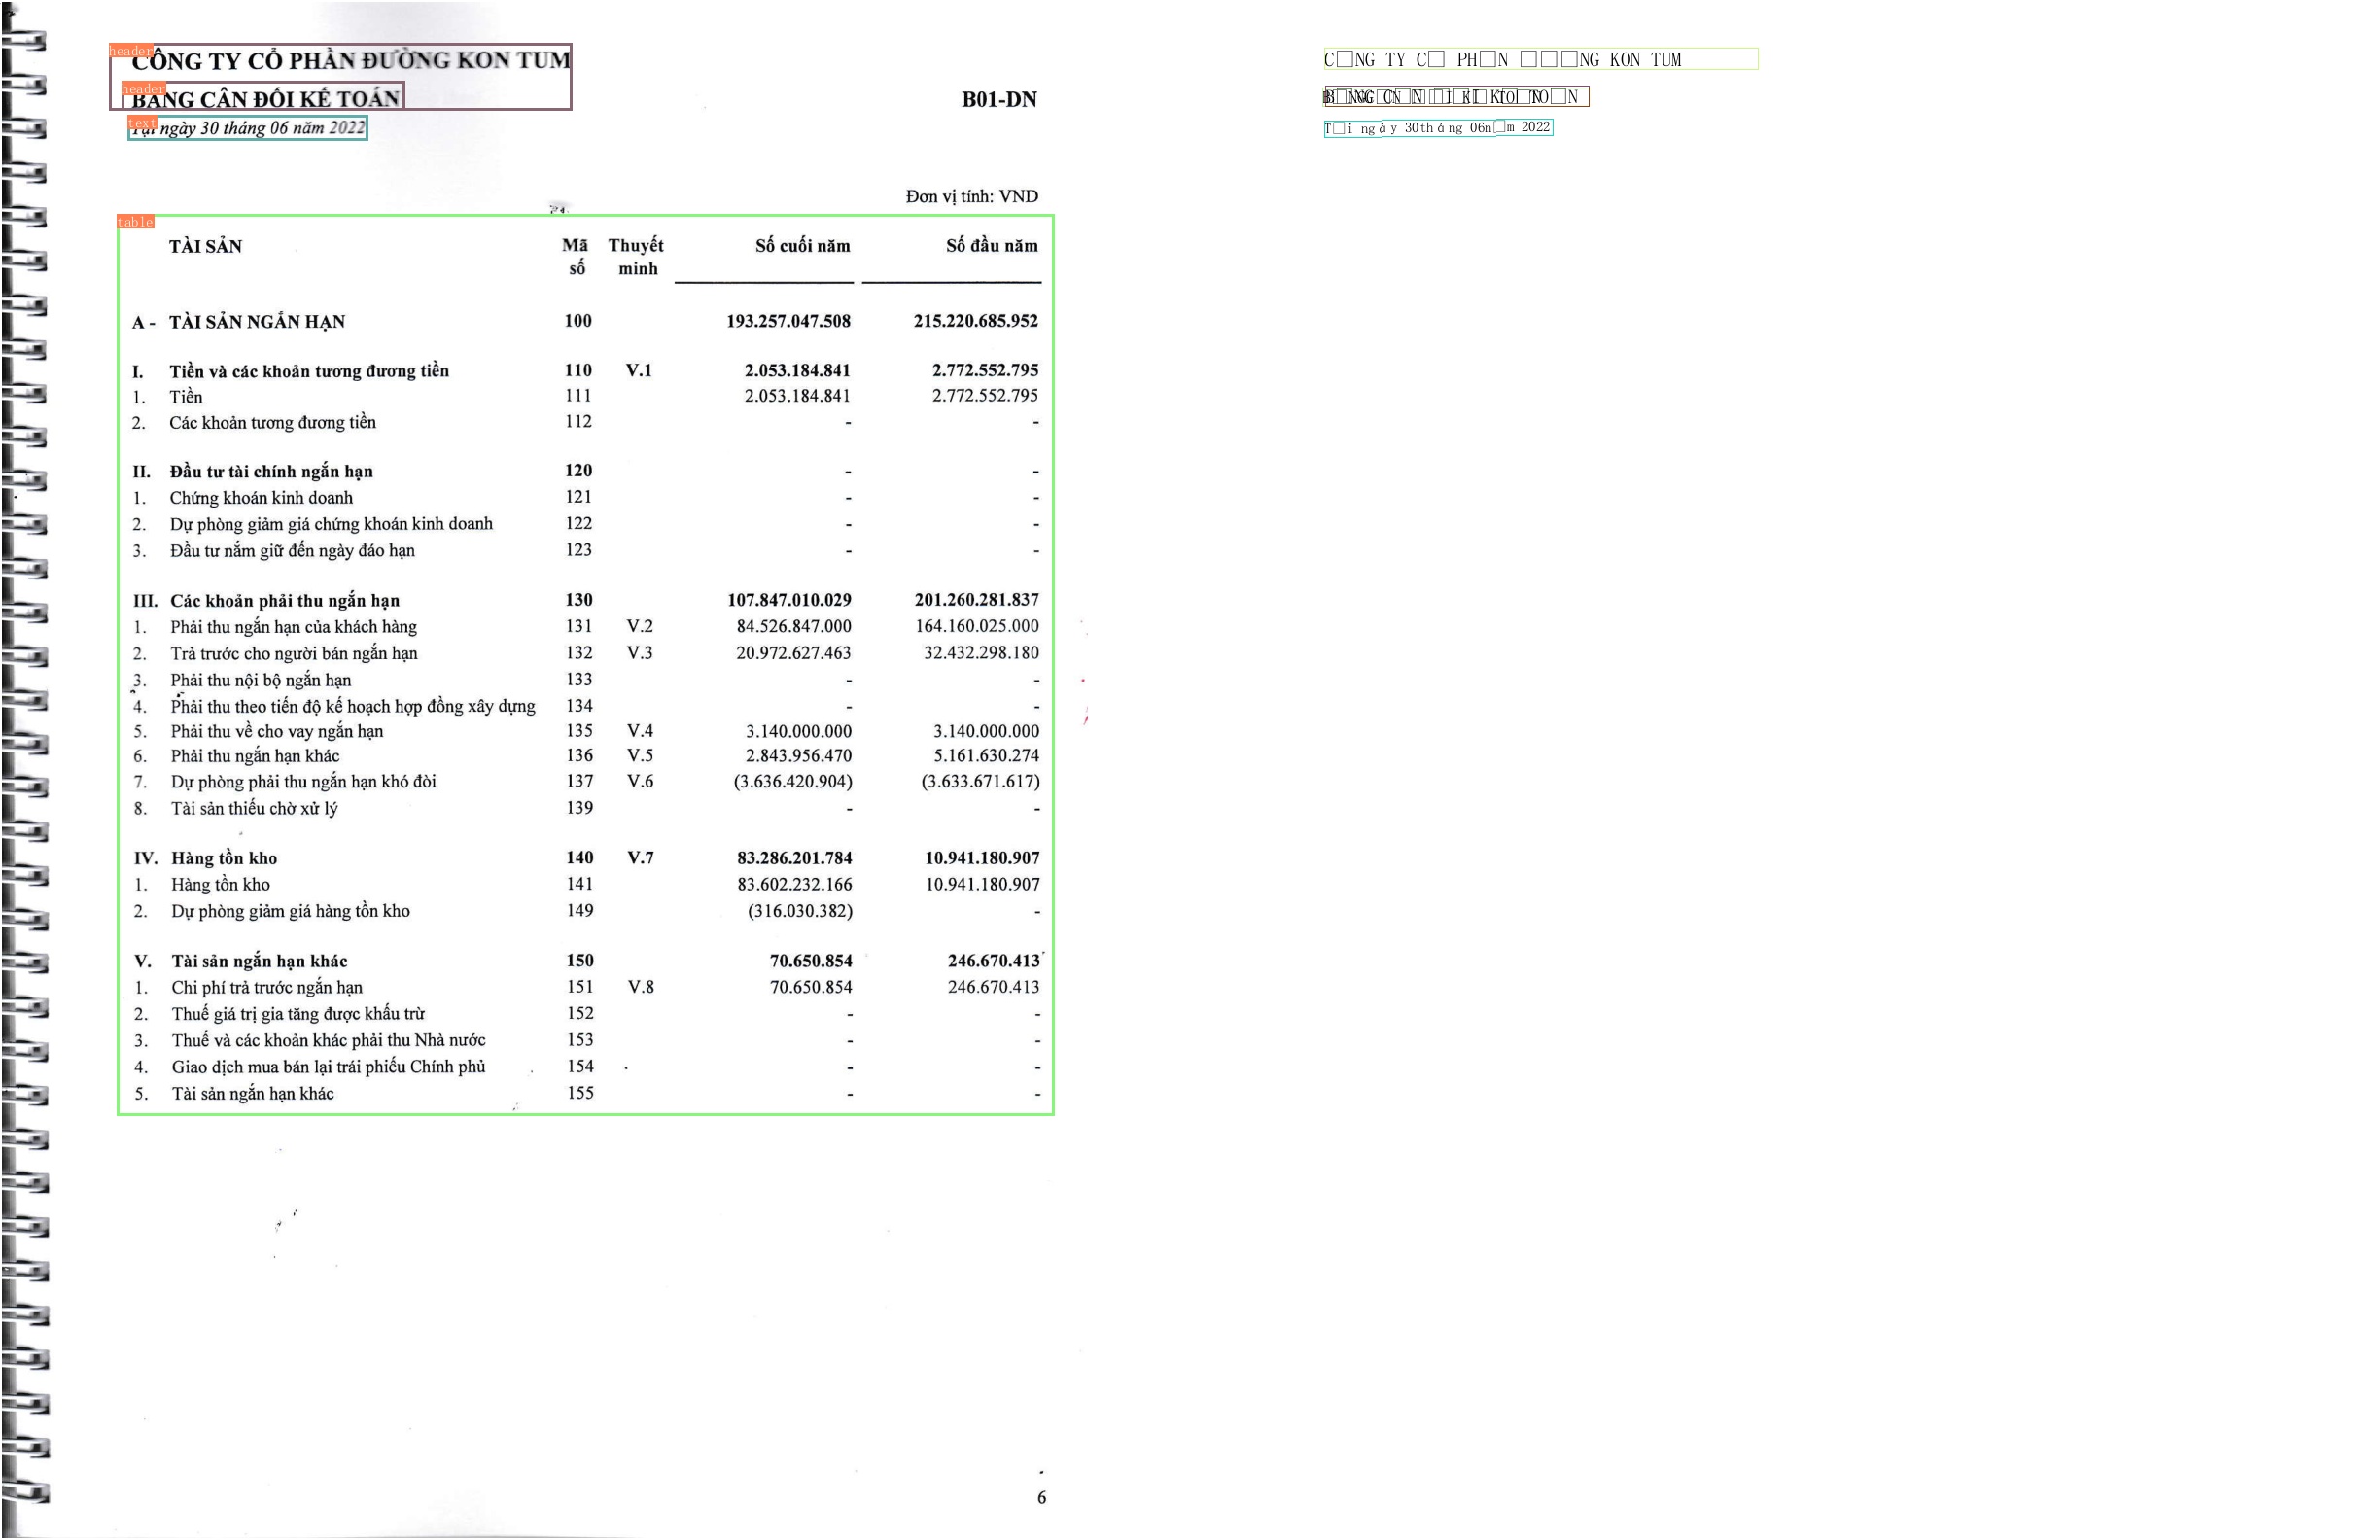 header
CÔNG TY CỔ PHẦN ĐƯỜNG KON TUM
header
BẢNG CÂN ĐỐI KẾ TOÁN B01-DN
text
Tại ngày 30 tháng 06 năm 2022
Đơn vị tính: VND
table
TÀI SẢN Mã số Thuyết minh Số cuối năm Số đầu năm
A - TÀI SẢN NGẮN HẠN 100 193.257.047.508 215.220.685.952
I. Tiền và các khoản tương đương tiền 110 V.1 2.053.184.841 2.772.552.795
1. Tiền 111 2.053.184.841 2.772.552.795
2. Các khoản tương đương tiền 112 - -
II. Đầu tư tài chính ngắn hạn 120 - -
1. Chứng khoán kinh doanh 121 - -
2. Dự phòng giảm giá chứng khoán kinh doanh 122 - -
3. Đầu tư nắm giữ đến ngày đáo hạn 123 - -
III. Các khoản phải thu ngắn hạn 130 107.847.010.029 201.260.281.837
1. Phải thu ngắn hạn của khách hàng 131 V.2 84.526.847.000 164.160.025.000
2. Trả trước cho người bán ngắn hạn 132 V.3 20.972.627.463 32.432.298.180
3. Phải thu nội bộ ngắn hạn 133 - -
4. Phải thu theo tiến độ kế hoạch hợp đồng xây dựng 134 - -
5. Phải thu về cho vay ngắn hạn 135 V.4 3.140.000.000 3.140.000.000
6. Phải thu ngắn hạn khác 136 V.5 2.843.956.470 5.161.630.274
7. Dự phòng phải thu ngắn hạn khó đòi 137 V.6 (3.636.420.904) (3.633.671.617)
8. Tài sản thiếu chờ xử lý 139 - -
IV. Hàng tồn kho 140 V.7 83.286.201.784 10.941.180.907
1. Hàng tồn kho 141 83.602.232.166 10.941.180.907
2. Dự phòng giảm giá hàng tồn kho 149 (316.030.382) -
V. Tài sản ngắn hạn khác 150 70.650.854 246.670.413
1. Chi phí trả trước ngắn hạn 151 V.8 70.650.854 246.670.413
2. Thuế giá trị gia tăng được khấu trừ 152 - -
3. Thuế và các khoản khác phải thu Nhà nước 153 - -
4. Giao dịch mua bán lại trái phiếu Chính phủ 154 - -
5. Tài sản ngắn hạn khác 155 - -
6
C□NG TY C□ PH□N □□□NG KON TUM
T□i ngày 30tháng 06n□m 2022